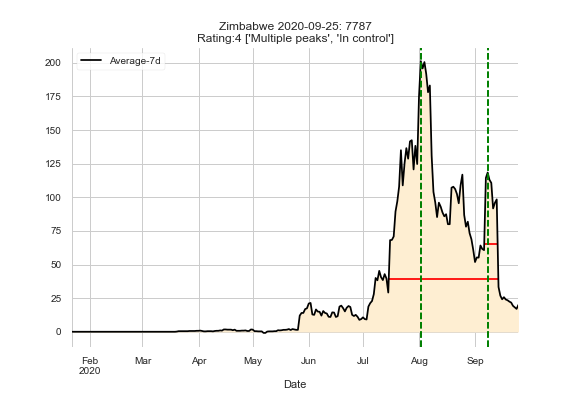 Zimbabwe 2020-09-25: 7787
Rating:4 ['Multiple peaks', 'In control']
Average-7d
200
175
150
125
100
75
50
25
0
Feb Mar Apr May Jun Jul Aug Sep
2020
Date